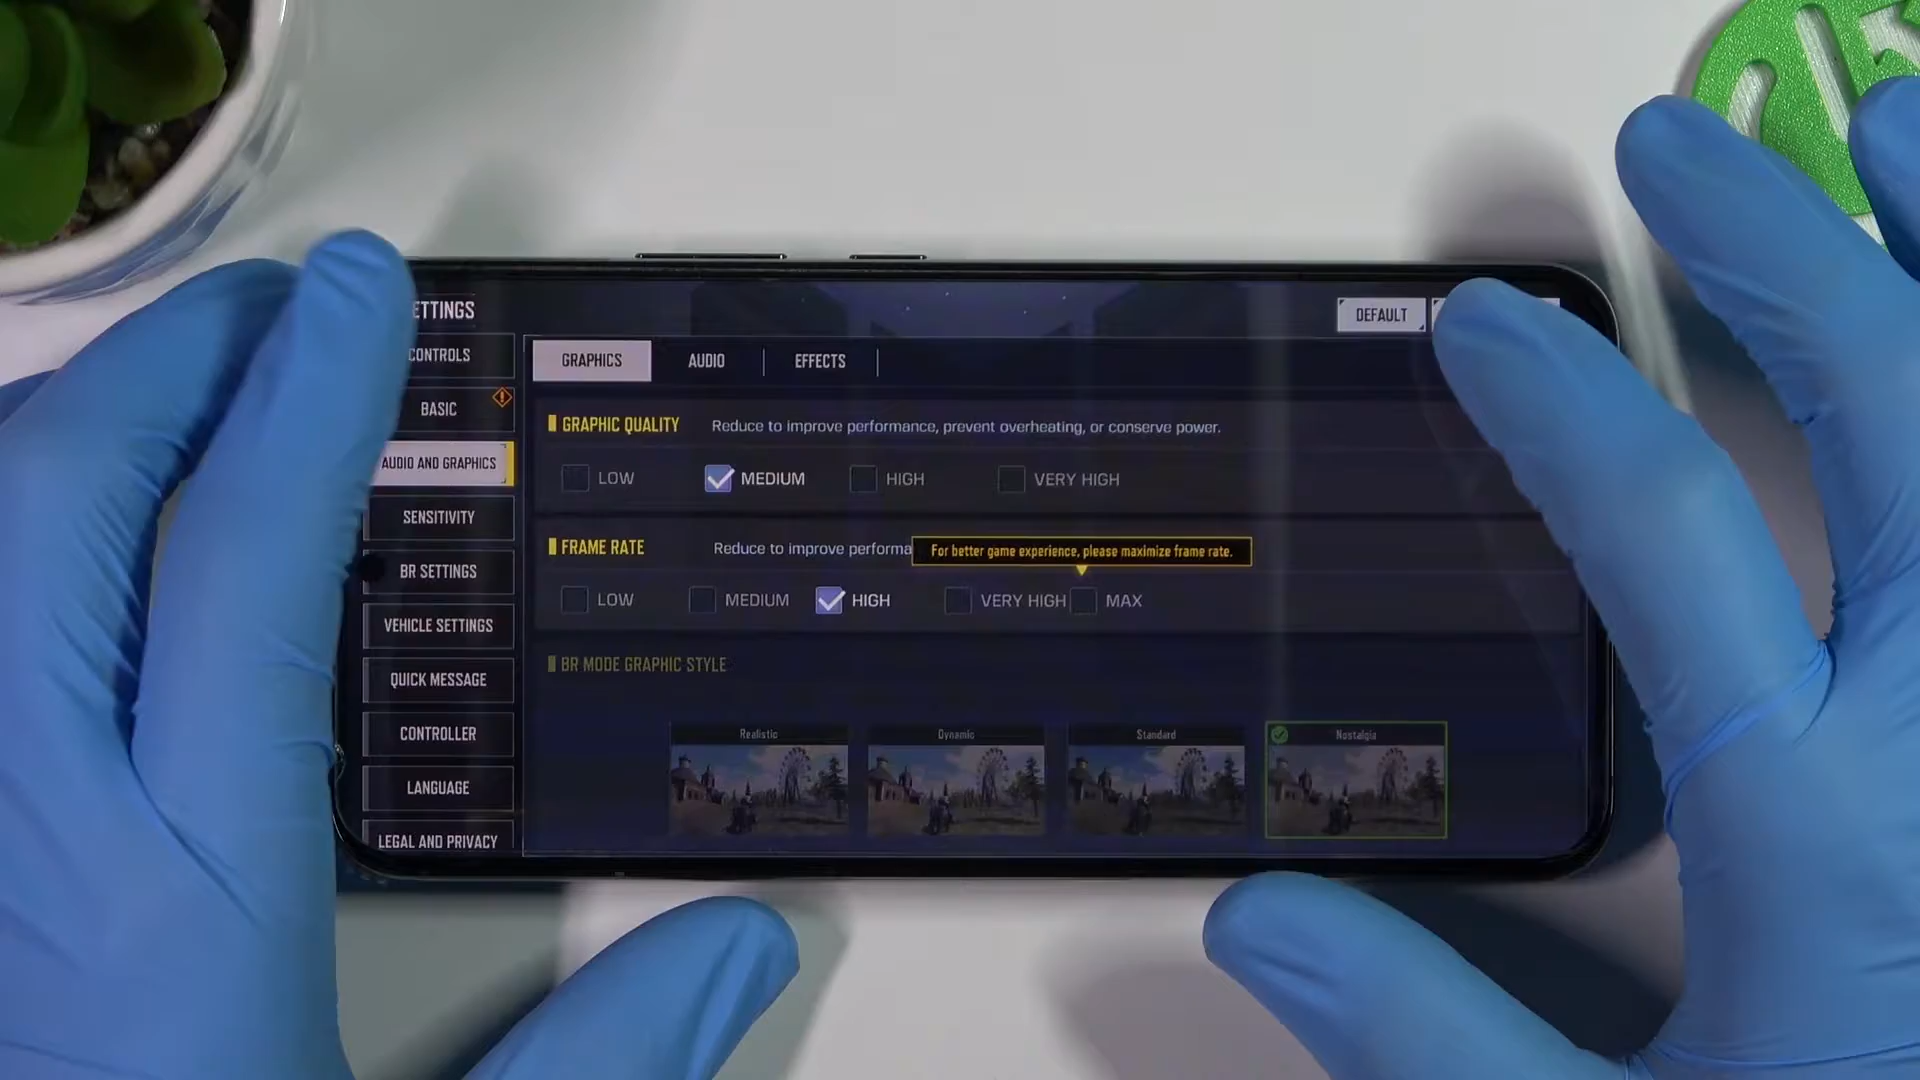 ETTINGS
DEFAULT
CONTROLS
BASIC
AUDIO AND GRAPHICS
SENSITIVITY
BR SETTINGS
VEHICLE SETTINGS
QUICK MESSAGE
CONTROLLER
LANGUAGE
LEGAL AND PRIVACY
GRAPHICS AUDIO EFFECTS
GRAPHIC QUALITY Reduce to improve performance, prevent overheating, or conserve power.
LOW MEDIUM HIGH VERY HIGH
FRAME RATE Reduce to improve performa
For better game experience, please maximize frame rate.
LOW MEDIUM HIGH VERY HIGH MAX
BR MODE GRAPHIC STYLE
Realistic Dynamic Standard Nostalgia